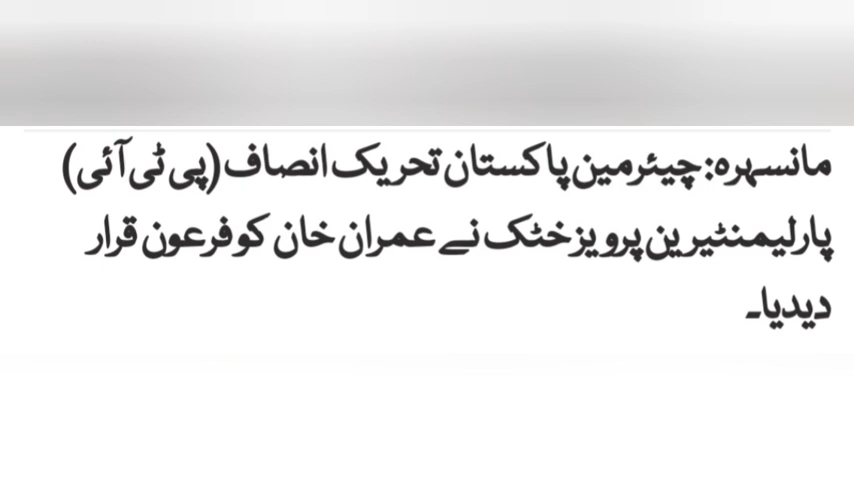 مانسہرہ: چیئرمین پاکستان تحریک انصاف (پی ٹی آئی)
پارلیمنٹیرین پرویز خٹک نے عمران خان کو فرعون قرار
دیدیا۔